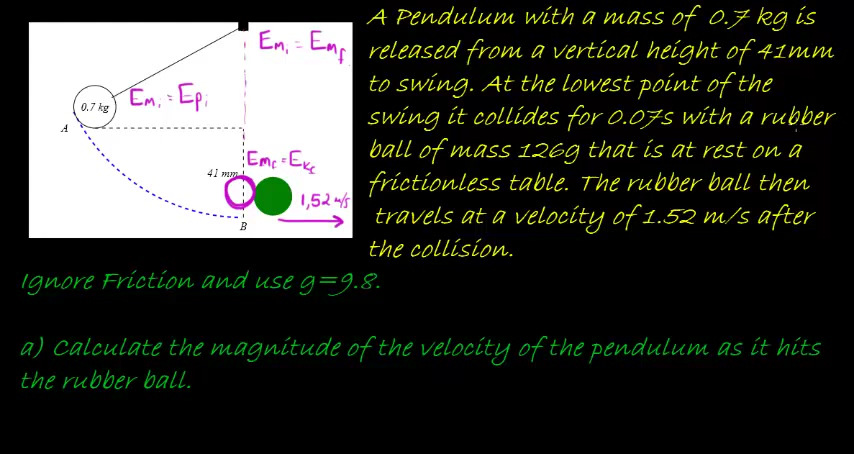 A Pendulum with a mass of 0.7 kg is
released from a vertical height of 41mm
to swing. At the lowest point of the
swing it collides for 0.07s with a rubber
ball of mass 126g that is at rest on a
frictionless table. The rubber ball then
travels at a velocity of 1.52 m/s after
the collision.
Em_i = Em_f
Em_i = Ep_i
0.7 kg
A
Em_f = Ek_f
41 mm
1,52 m/s
B
Ignore Friction and use g=9.8.
a) Calculate the magnitude of the velocity of the pendulum as it hits
the rubber ball.